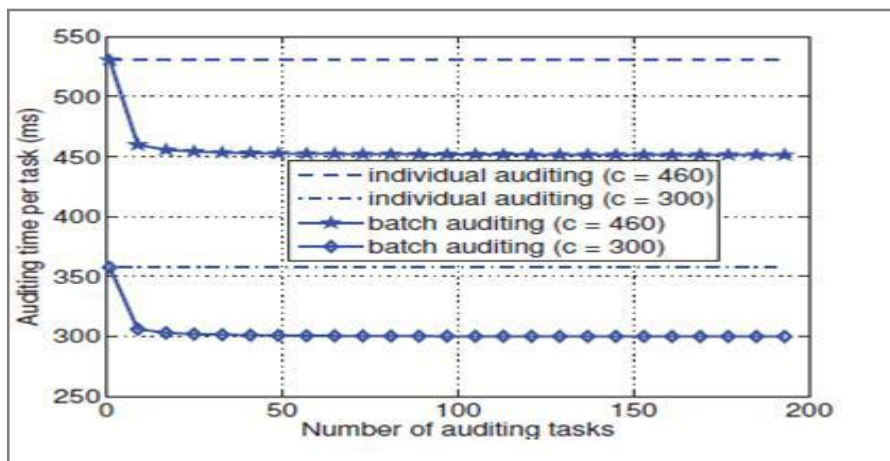 550
500
450
400
350
300
250
Auditing time per task (ms)
individual auditing (c = 460)
individual auditing (c = 300)
batch auditing (c = 460)
batch auditing (c = 300)
0 50 100 150 200
Number of auditing tasks